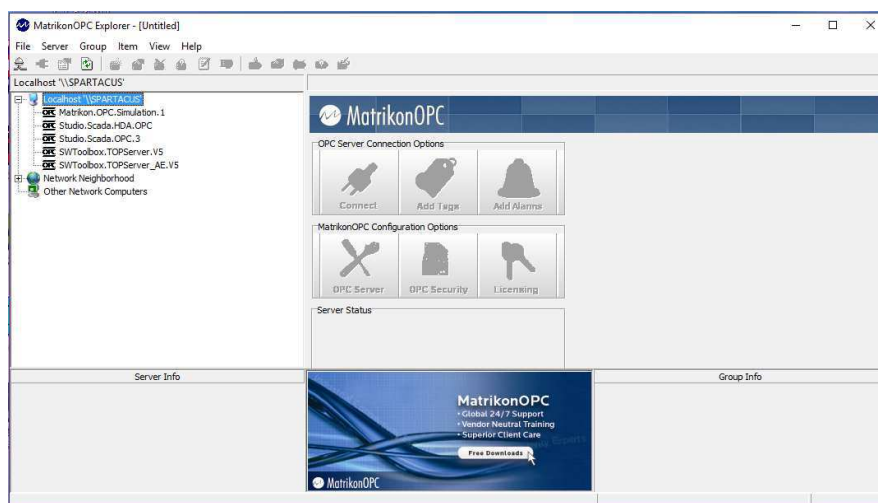 MatrikonOPC Explorer - [Untitled]
File Server Group Item View Help
Localhost '\\SPARTACUS'
Localhost '\\SPARTACUS'
Matrikon.OPC.Simulation.1
Studio.Scada.HDA.OPC
Studio.Scada.OPC.3
SWToolbox.TOPServer.V5
SWToolbox.TOPServer_AE.V5
Network Neighborhood
Other Network Computers
MatrikonOPC
OPC Server Connection Options
Connect Add Tags Add Alarms
MatrikonOPC Configuration Options
OPC Server OPC Security Licensing
Server Status
Server Info
MatrikonOPC
• Global 24/7 Support
• Vendor Neutral Training
• Superior Client Care
Free Downloads
MatrikonOPC
Group Info